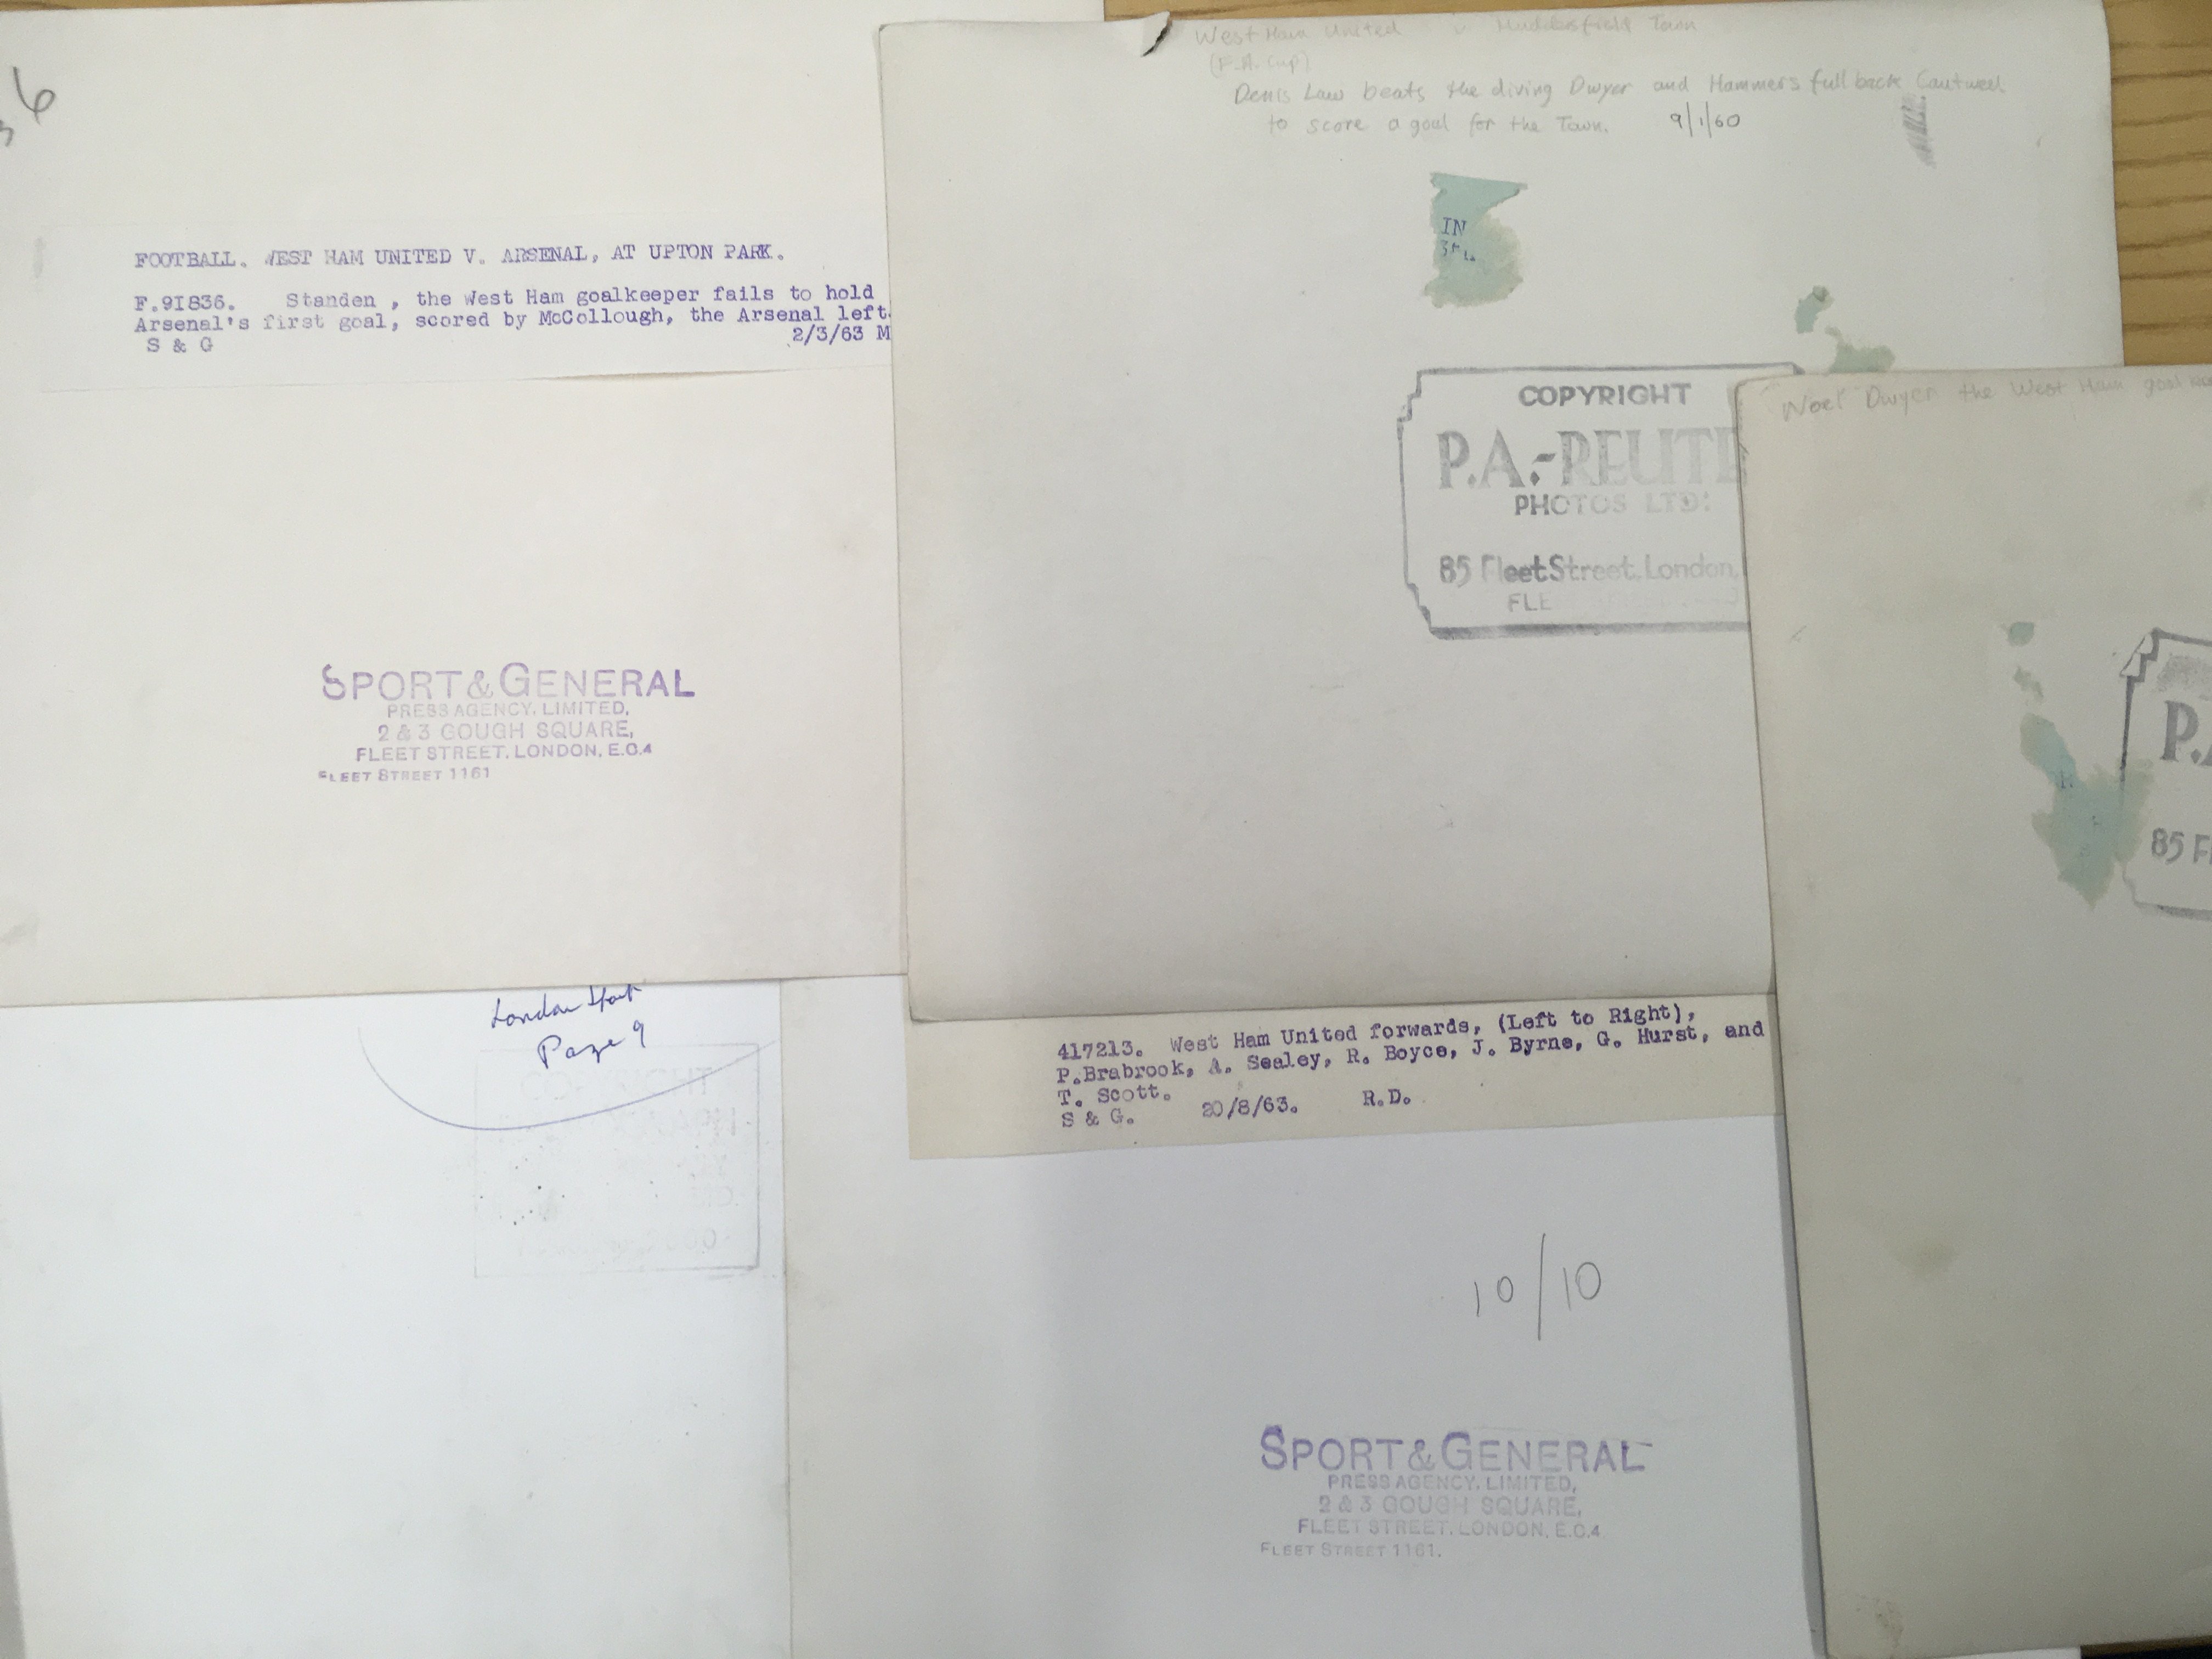 36
FOOTBALL. WEST HAM UNITED V. ARSENAL, AT UPTON PARK.
F.91836. Standen , the West Ham goalkeeper fails to hold
Arsenal's first goal, scored by McCollough, the Arsenal left
2/3/63 M
S & G
SPORT & GENERAL
PRESS AGENCY, LIMITED,
2 & 3 GOUGH SQUARE,
FLEET STREET, LONDON, E.C.4
FLEET STREET 1161
West Ham United v Huddersfield Town
(F.A. Cup)
Denis Law beats the diving Dwyer and Hammers full back Cantwell
to score a goal for the Town. 9/1/60
IN
COPYRIGHT
P.A.-REUTE
PHOTOS LTD.
85 Fleet Street, London,
FLE
Noel Dwyer the West Ham goal
P.A
85 Fl
London
Page 9
COPYRIGHT
417213. West Ham United forwards, (Left to Right),
P.Brabrook, A. Sealey, R. Boyce, J. Byrne, G. Hurst, and
T. Scott.
S & G. 20/8/63. R.D.
10/10
SPORT & GENERAL
PRESS AGENCY, LIMITED,
2 & 3 GOUGH SQUARE,
FLEET STREET, LONDON, E.C.4
FLEET STREET 1161.